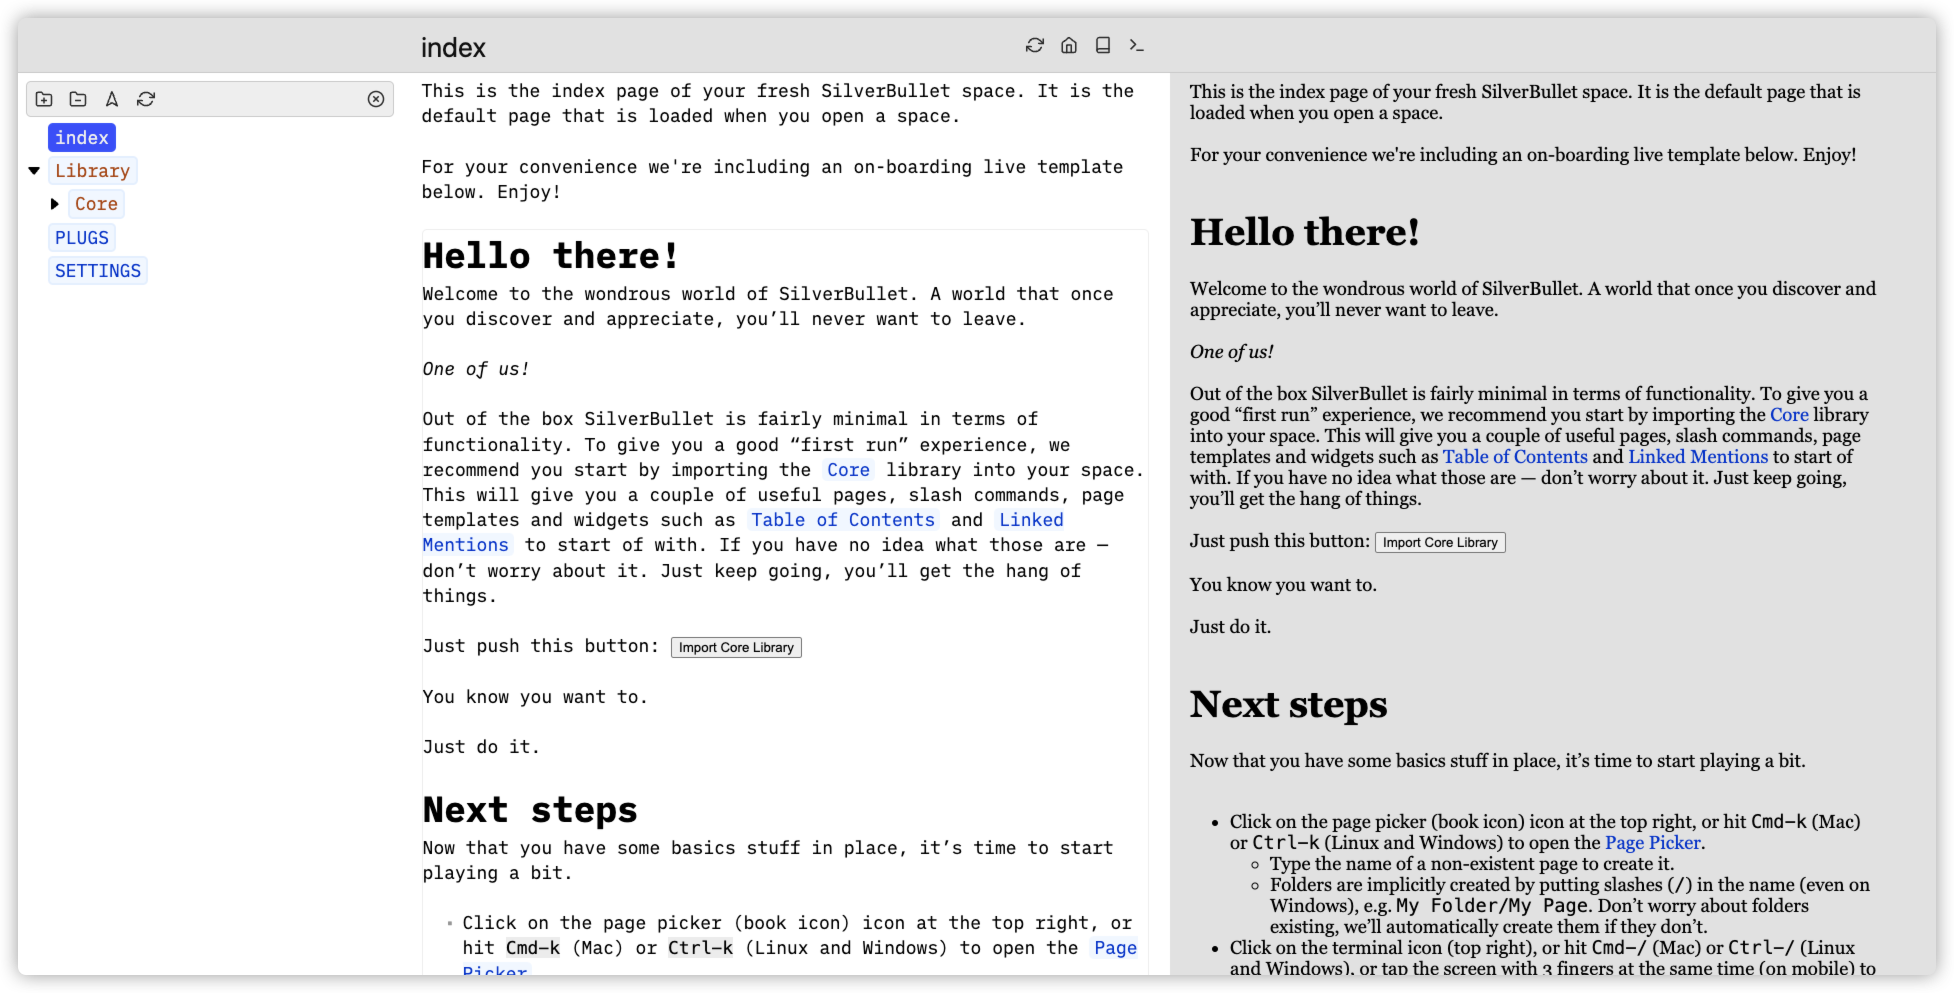 index
index
Library
Core
PLUGS
SETTINGS
This is the index page of your fresh SilverBullet space. It is the
default page that is loaded when you open a space.
For your convenience we're including an on-boarding live template
below. Enjoy!
Hello there!
Welcome to the wondrous world of SilverBullet. A world that once
you discover and appreciate, you’ll never want to leave.
One of us!
Out of the box SilverBullet is fairly minimal in terms of
functionality. To give you a good “first run” experience, we
recommend you start by importing the Core library into your space.
This will give you a couple of useful pages, slash commands, page
templates and widgets such as Table of Contents and Linked
Mentions to start of with. If you have no idea what those are —
don’t worry about it. Just keep going, you’ll get the hang of
things.
Just push this button: Import Core Library
You know you want to.
Just do it.
Next steps
Now that you have some basics stuff in place, it’s time to start
playing a bit.
Click on the page picker (book icon) icon at the top right, or
hit Cmd-k (Mac) or Ctrl-k (Linux and Windows) to open the Page
Picker
This is the index page of your fresh SilverBullet space. It is the default page that is
loaded when you open a space.
For your convenience we're including an on-boarding live template below. Enjoy!
Hello there!
Welcome to the wondrous world of SilverBullet. A world that once you discover and
appreciate, you’ll never want to leave.
One of us!
Out of the box SilverBullet is fairly minimal in terms of functionality. To give you a
good “first run” experience, we recommend you start by importing the Core library
into your space. This will give you a couple of useful pages, slash commands, page
templates and widgets such as Table of Contents and Linked Mentions to start of
with. If you have no idea what those are — don’t worry about it. Just keep going,
you’ll get the hang of things.
Just push this button: Import Core Library
You know you want to.
Just do it.
Next steps
Now that you have some basics stuff in place, it’s time to start playing a bit.
Click on the page picker (book icon) icon at the top right, or hit Cmd-k (Mac)
or Ctrl-k (Linux and Windows) to open the Page Picker.
Type the name of a non-existent page to create it.
Folders are implicitly created by putting slashes (/) in the name (even on
Windows), e.g. My Folder/My Page. Don’t worry about folders
existing, we’ll automatically create them if they don’t.
Click on the terminal icon (top right), or hit Cmd-/ (Mac) or Ctrl-/ (Linux
and Windows), or tap the screen with 3 fingers at the same time (on mobile) to